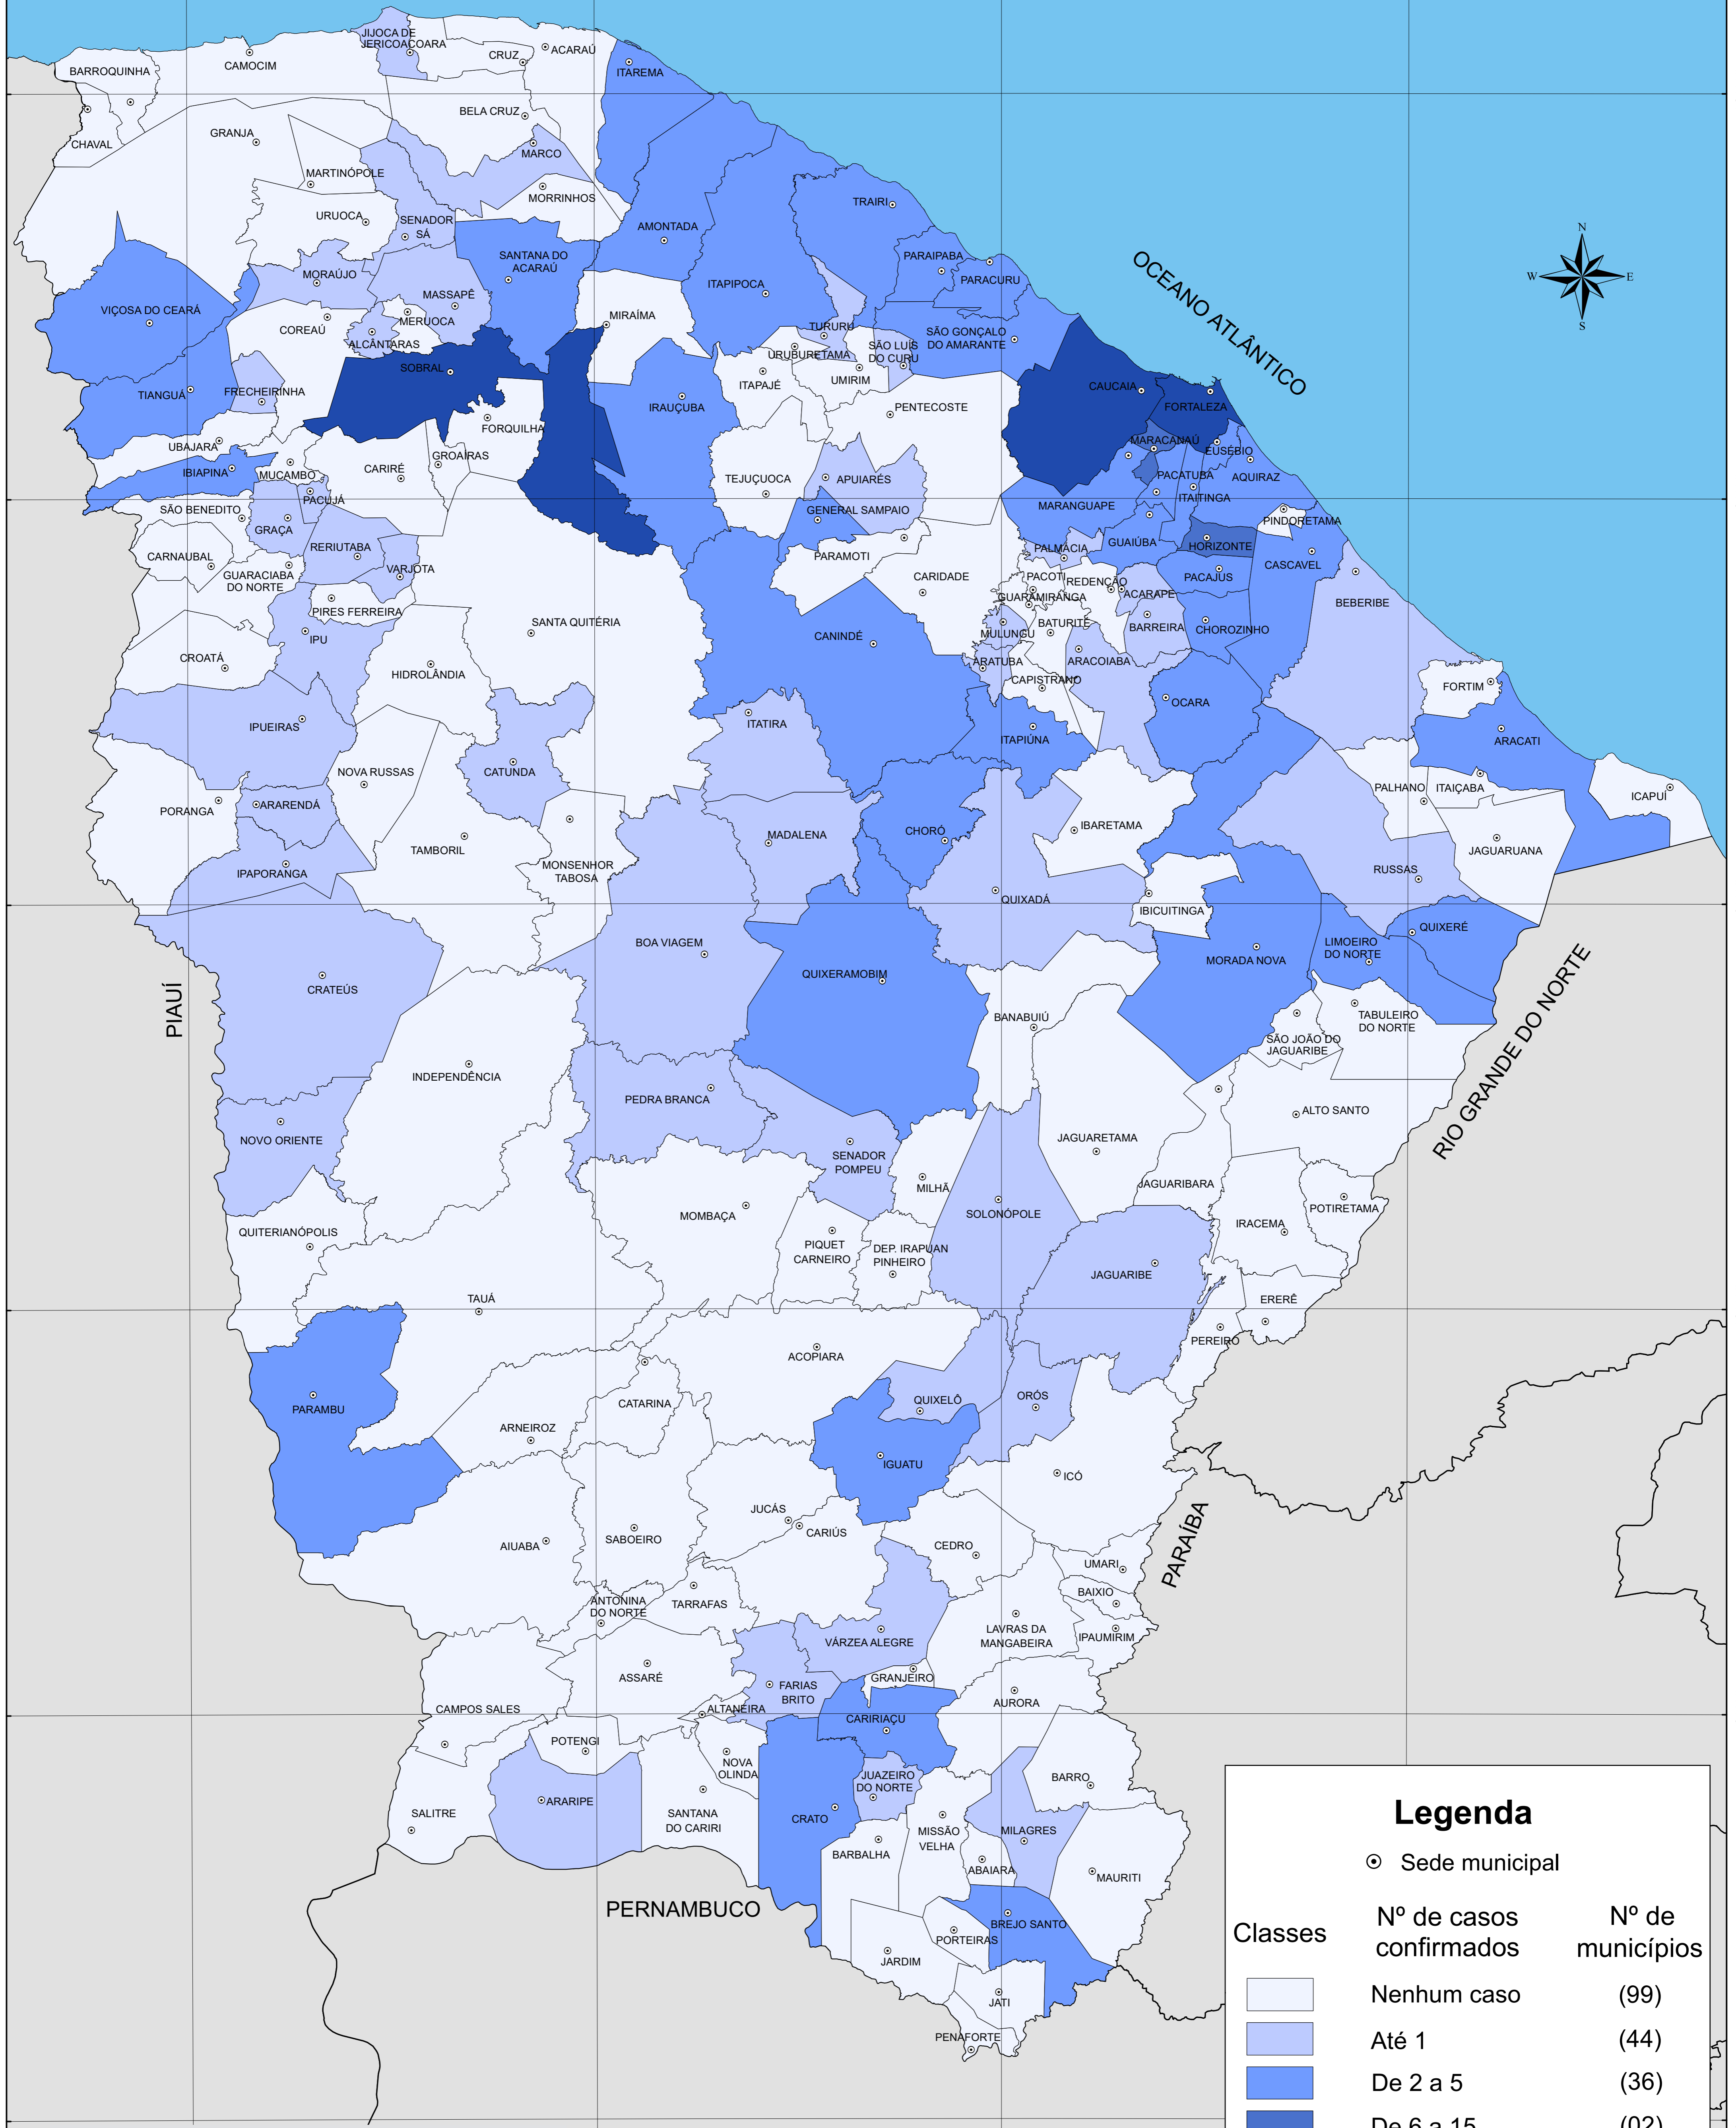 JIJOCA DE
JERICOACOARA
CRUZ
ACARAÚ
BARROQUINHA
CAMOCIM
ITAREMA
BELA CRUZ
CHAVAL
GRANJA
MARCO
MARTINÓPOLE
MORRINHOS
URUOCA
SENADOR
SÁ
TRAIRI
AMONTADA
SANTANA DO
ACARAÚ
PARAIPABA
PARACURU
OCEANO ATLÂNTICO
N
W
E
S
MORAÚJO
MASSAPÊ
ITAPIPOCA
VIÇOSA DO CEARÁ
MIRAÍMA
MERUOCA
COREAÚ
ALCÂNTARAS
TURURU
SÃO GONÇALO
DO AMARANTE
SÃO LUIS
DO CURU
URUBURETAMA
SOBRAL
UMIRIM
ITAPAJÉ
CAUCAIA
FORTALEZA
TIANGUÁ
FRECHEIRINHA
IRAUÇUBA
PENTECOSTE
FORQUILHA
MARACANAÚ
EUSÉBIO
UBAJARA
GROAÍRAS
IBIAPINA
MUCAMBO
CARIRÉ
TEJUÇUOCA
APUIARÉS
PACATUBA
AQUIRAZ
PACUJÁ
ITAITINGA
SÃO BENEDITO
GENERAL SAMPAIO
MARANGUAPE
PINDORETAMA
GRAÇA
RERIUTABA
PALMÁCIA
GUAIÚBA
HORIZONTE
CARNAUBAL
PARAMOTI
VARJOTA
CASCAVEL
GUARACIABA
DO NORTE
CARIDADE
PACOTI
REDENÇÃO
PACAJUS
GUARAMIRANGA
ACARAPE
BEBERIBE
PIRES FERREIRA
SANTA QUITÉRIA
BATURITÉ
BARREIRA
CHOROZINHO
IPU
CANINDÉ
MULUNGU
CROATÁ
ARATUBA
ARACOIABA
HIDROLÂNDIA
CAPISTRANO
FORTIM
OCARA
IPUEIRAS
ITATIRA
ITAPIÚNA
ARACATI
NOVA RUSSAS
CATUNDA
PALHANO
ITAIÇABA
ICAPUÍ
PORANGA
ARARENDÁ
IBARETAMA
MADALENA
CHORÓ
TAMBORIL
JAGUARUANA
MONSENHOR
TABOSA
IPAPORANGA
RUSSAS
QUIXADÁ
IBICUITINGA
BOA VIAGEM
QUIXERÉ
LIMOEIRO
DO NORTE
MORADA NOVA
QUIXERAMOBIM
CRATEÚS
PIAUÍ
BANABUIÚ
TABULEIRO
DO NORTE
SÃO JOÃO DO
JAGUARIBE
RIO GRANDE DO NORTE
INDEPENDÊNCIA
PEDRA BRANCA
ALTO SANTO
NOVO ORIENTE
JAGUARETAMA
SENADOR
POMPEU
JAGUARIBARA
MILHÃ
POTIRETAMA
SOLONÓPOLE
MOMBAÇA
IRACEMA
QUITERIANÓPOLIS
PIQUET
CARNEIRO
DEP. IRAPUAN
PINHEIRO
JAGUARIBE
TAUÁ
ERERÊ
PEREIRO
ACOPIARA
PARAMBU
CATARINA
QUIXELÔ
ORÓS
ARNEIROZ
IGUATU
ICÓ
JUCÁS
CARIÚS
PARAÍBA
AIUABA
SABOEIRO
CEDRO
UMARI
BAIXIO
ANTONINA
DO NORTE
TARRAFAS
LAVRAS DA
MANGABEIRA
IPAUMIRIM
VÁRZEA ALEGRE
ASSARÉ
GRANJEIRO
FARIAS
BRITO
AURORA
CAMPOS SALES
ALTANEIRA
CARIRIAÇU
POTENGI
NOVA
OLINDA
JUAZEIRO
DO NORTE
BARRO
ARARIPE
SALITRE
SANTANA
DO CARIRI
CRATO
MISSÃO
VELHA
MILAGRES
BARBALHA
ABAIARA
MAURITI
PERNAMBUCO
BREJO SANTO
PORTEIRAS
JARDIM
JATI
PENAFORTE
Legenda
Sede municipal
Classes
Nº de casos
confirmados
Nº de
municípios
Nenhum caso (99)
Até 1 (44)
De 2 a 5 (36)
De 6 a 15 (02)